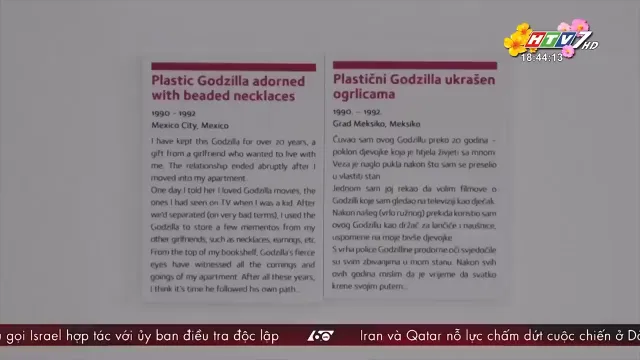 HTV7 HD
18:44:13
Plastic Godzilla adorned
with beaded necklaces
1990 - 1992
Mexico City, Mexico
I have kept this Godzilla for over 20 years, a
gift from a girlfriend who wanted to live with
me. The relationship ended abruptly after I
moved into my apartment.
One day I told her I loved Godzilla movies, the
ones I had seen on TV when I was a kid. After
we'd separated (on very bad terms), I used the
Godzilla to store a few mementos from my
other girlfriends, such as necklaces, earrings, etc.
From the top of my bookshelf, Godzilla's fierce
eyes have witnessed all the comings and
goings of my apartment. After all these years,
I think it's time he followed his own path...
Plastični Godzilla ukrašen
ogrlicama
1990. - 1992.
Grad Meksiko, Meksiko
Čuvao sam ovog Godzillu preko 20 godina -
poklon djevojke koja je htjela živjeti sa mnom
Veza je naglo pukla nakon što sam se preselio
u vlastiti stan
Jednom sam joj rekao da volim filmove o
Godzili koje sam gledao na televiziji kao dječak.
Nakon našeg (vrlo ružnog) prekida koristio sam
ovog Godzillu kao držač za lančiće i naušnice,
uspomene na moje bivše djevojke
S vrha police Godzilline prodorne oči svjedočile
su svim zbivanjima u mom stanu. Nakon svih
ovih godina mislim da je vrijeme da svatko
krene svojim putem...
gọi Israel hợp tác với ủy ban điều tra độc lập
Iran và Qatar nỗ lực chấm dứt cuộc chiến ở